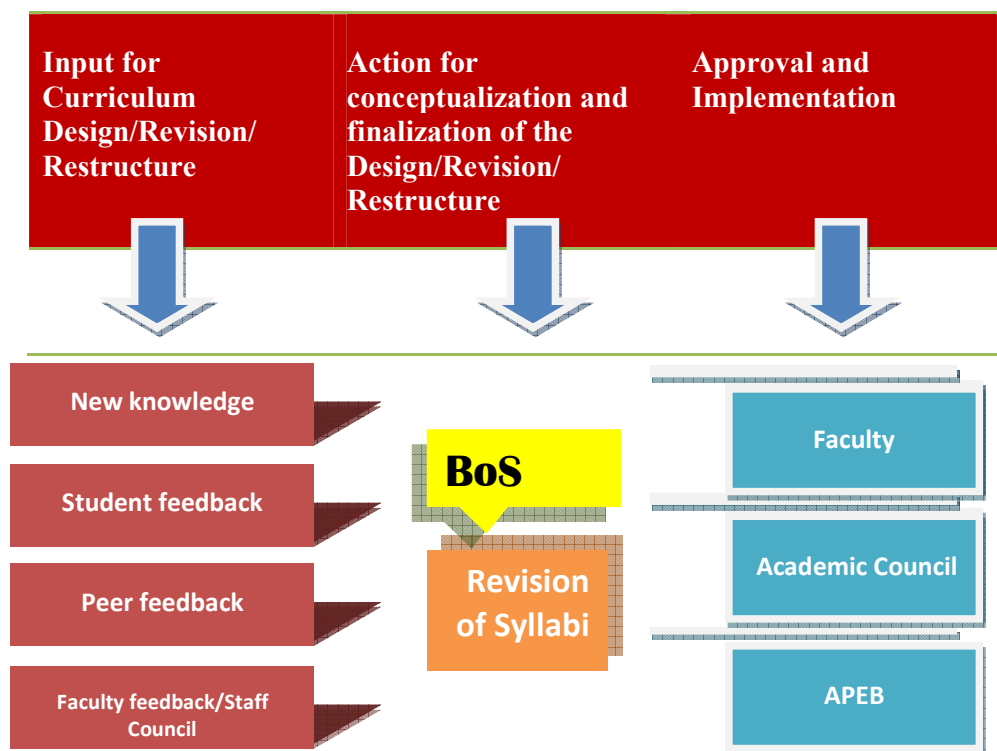 Input for
Curriculum
Design/Revision/
Restructure
Action for
conceptualization and
finalization of the
Design/Revision/
Restructure
Approval and
Implementation
New knowledge
Student feedback
Peer feedback
Faculty feedback/Staff
Council
BoS
Revision
of Syllabi
Faculty
Academic Council
APEB